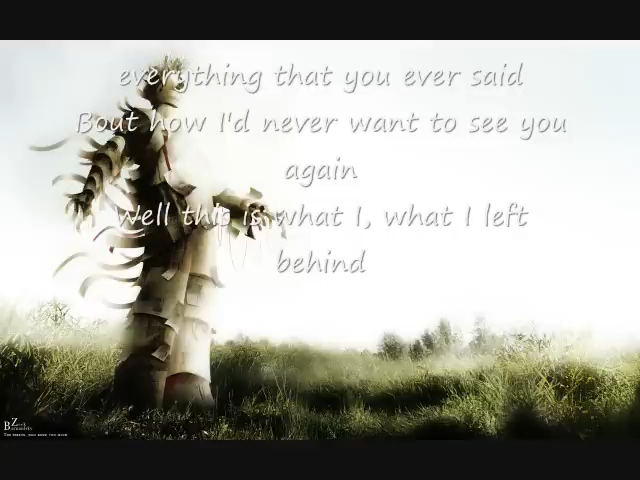 everything that you ever said
Bout how I'd never want to see you
again
Well this is what I, what I left
behind